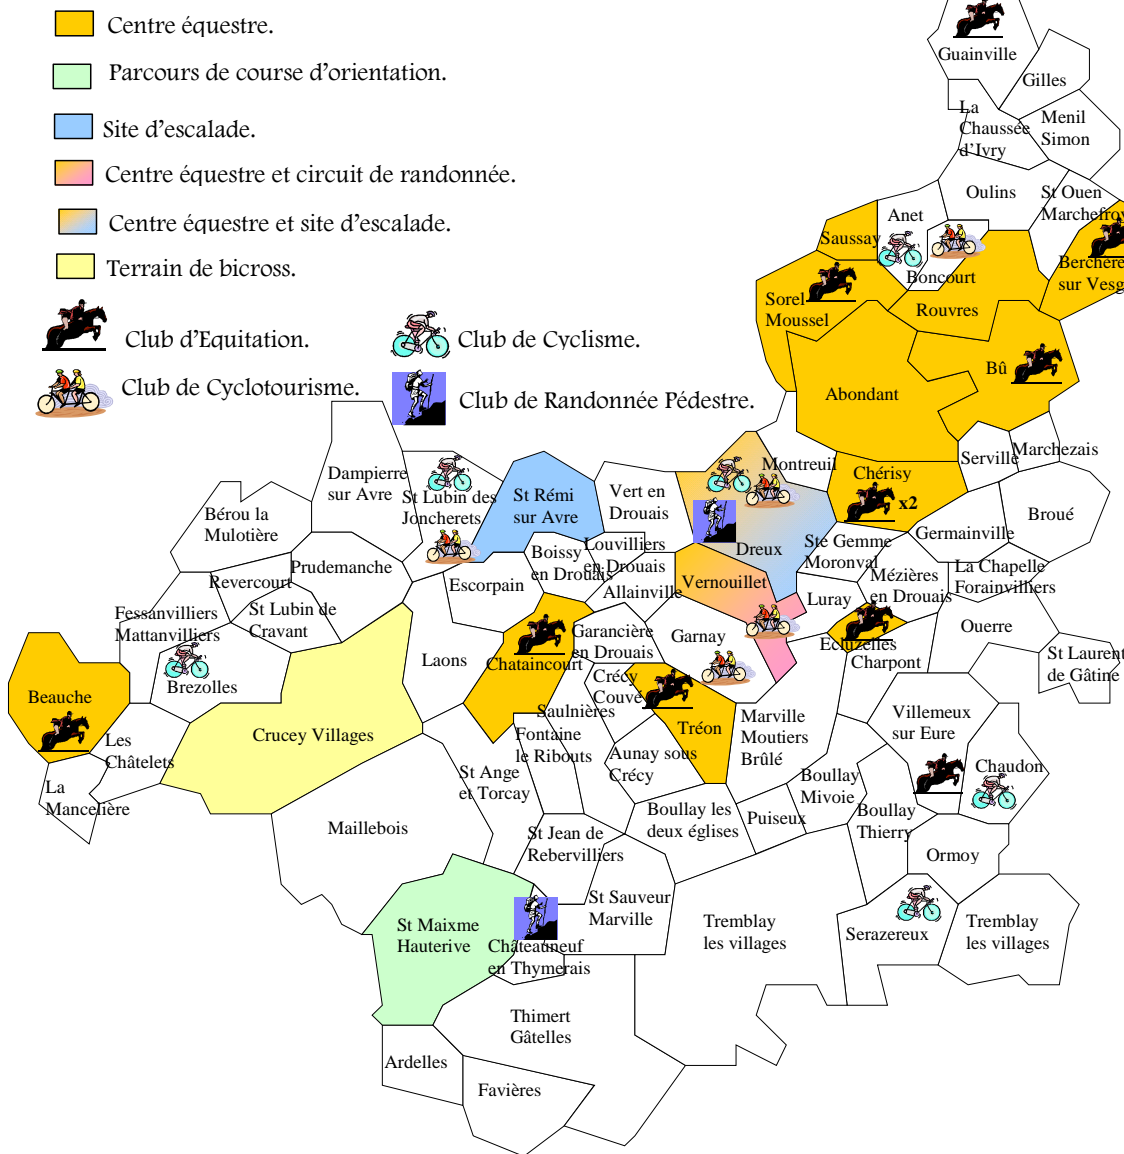 Centre équestre.
Parcours de course d'orientation.
Site d'escalade.
Centre équestre et circuit de randonnée.
Centre équestre et site d'escalade.
Terrain de bicross.
Club d'Equitation.
Club de Cyclisme.
Club de Cyclotourisme.
Club de Randonnée Pédestre.
Guainville
Gilles
La
Chaussée
d'Ivry
Menil
Simon
Oulins
St Ouen
Marchefroy
Anet
Saussay
Boncourt
Berchère
sur Vesg
Sorel
Moussel
Rouvres
Bû
Abondant
Serville
Marchezais
Montreuil
Chérisy
x2
Broué
Germainville
Dampierre
sur Avre
St Lubin des
Joncherets
St Rémi
sur Avre
Vert en
Drouais
Dreux
Ste Gemme
Moronval
Bérou la
Mulotière
Prudemanche
Revercourt
Boissy
en Drouais
Louvilliers
en Drouais
Escorpain
Allainville
Vernouillet
Luray
Mézières
en Drouais
La Chapelle
Forainvilliers
Fessanvilliers
Mattanvilliers
St Lubin de
Cravant
Garancière
en Drouais
Garnay
Ecluzelles
Charpont
Ouerre
St Laurent
de Gâtine
Laons
Chataincourt
Brezolles
Beauche
Crécy
Couvé
Saulnières
Tréon
Marville
Moutiers
Brûlé
Villemeux
sur Eure
Les
Châtelets
Crucey Villages
Fontaine
le Ribouts
Aunay sous
Crécy
Chaudon
La
Mancelière
St Ange
et Torcay
Boullay
Mivoie
Boullay les
deux églises
Puiseux
Boullay
Thierry
Maillebois
St Jean de
Rebervilliers
Ormoy
St Sauveur
Marville
St Maixme
Hauterive
Châteauneuf
en Thymerais
Tremblay
les villages
Serazereux
Tremblay
les villages
Thimert
Gâtelles
Ardelles
Favières